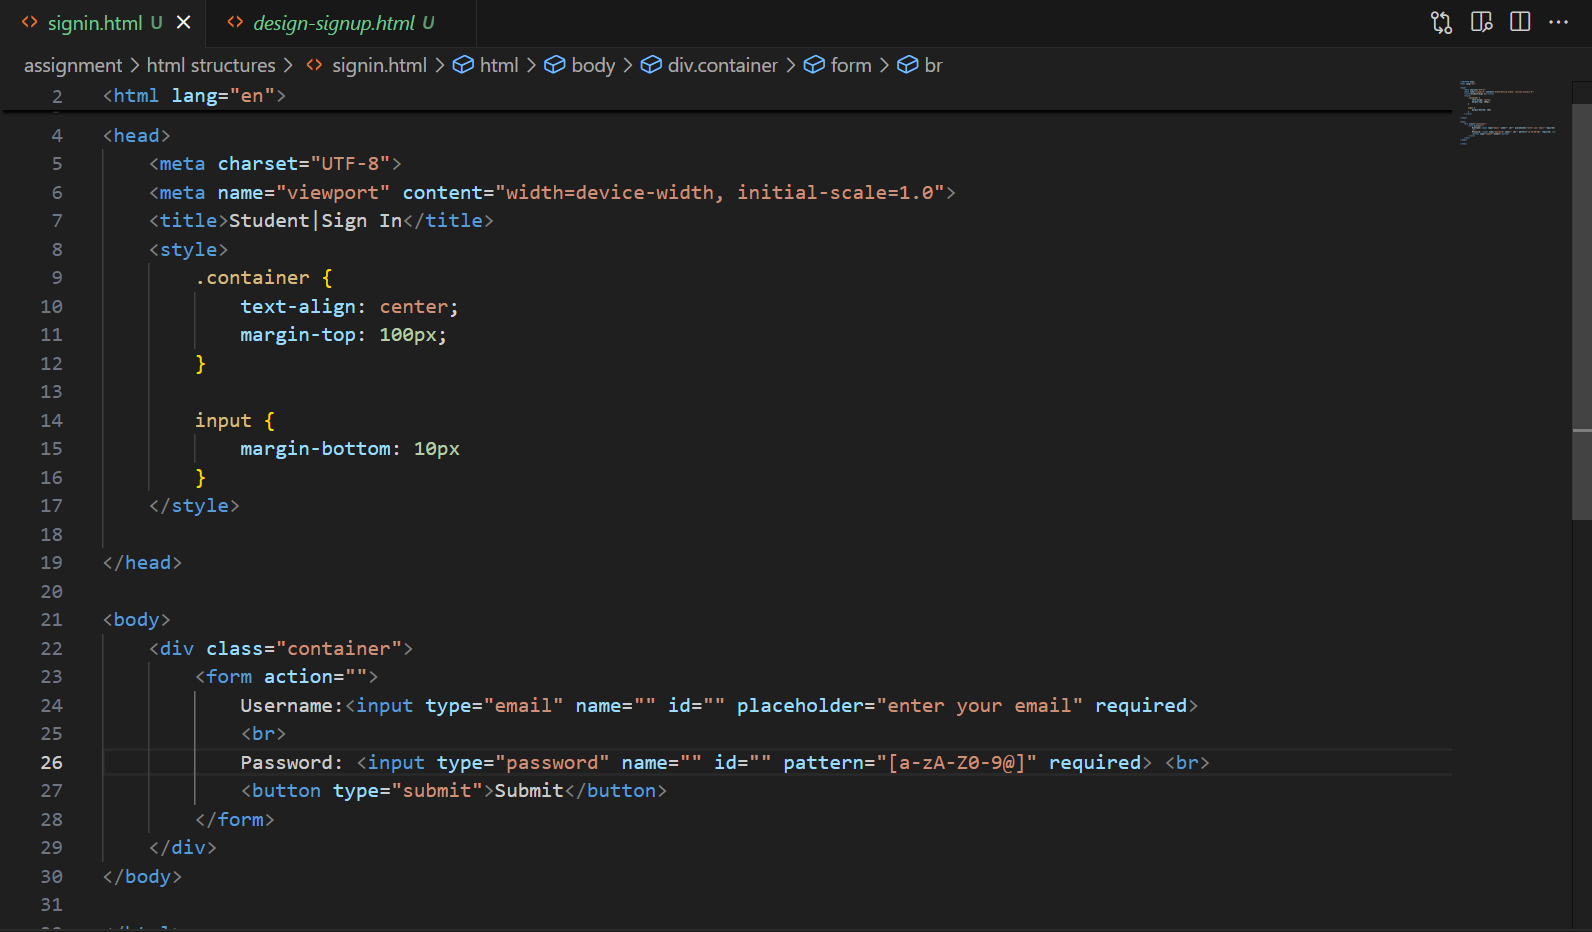 signin.html U
design-signup.html U
assignment > html structures > signin.html > html > body > div.container > form > br
2 <html lang="en">
4 <head>
5 <meta charset="UTF-8">
6 <meta name="viewport" content="width=device-width, initial-scale=1.0">
7 <title>Student|Sign In</title>
8 <style>
9 .container {
10 text-align: center;
11 margin-top: 100px;
12 }
13
14 input {
15 margin-bottom: 10px
16 }
17 </style>
18
19 </head>
20
21 <body>
22 <div class="container">
23 <form action="">
24 Username:<input type="email" name="" id="" placeholder="enter your email" required>
25 <br>
26 Password: <input type="password" name="" id="" pattern="[a-zA-Z0-9@]" required> <br>
27 <button type="submit">Submit</button>
28 </form>
29 </div>
30 </body>
31